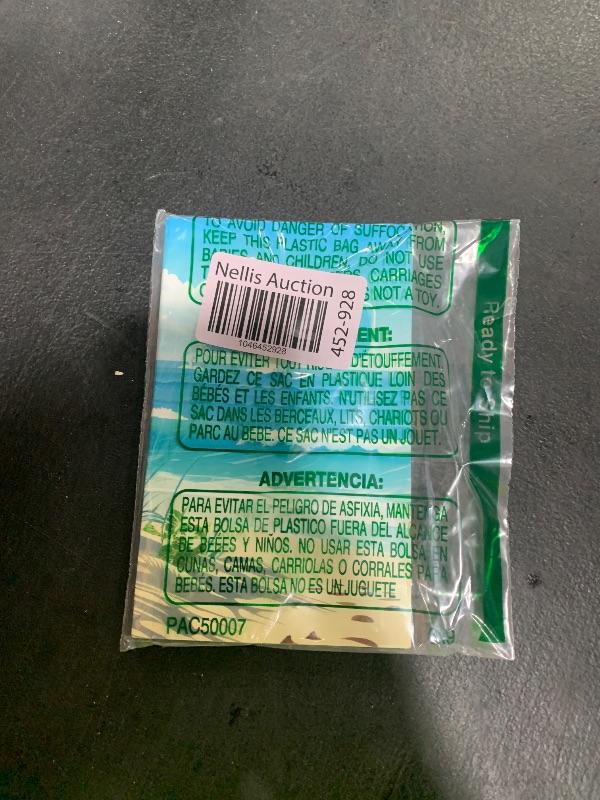 TO AVOID DANGER OF SUFFOCATION,
KEEP THIS PLASTIC BAG AWAY FROM
BABIES AND CHILDREN. DO NOT USE
CARRIAGES
NOT A TOY.
Nellis Auction
1046452928
452-928
ENT:
POUR EVITER TOUT D'ÉTOUFFEMENT,
GARDEZ CE SAC EN PLASTIQUE LOIN DES
BÉBÉS ET LES ENFANTS. N'UTILISEZ PAS CE
SAC DANS LES BERCEAUX, LITS, CHARIOTS OU
PARC AU BEBE. CE SAC N'EST PAS UN JOUET.
ADVERTENCIA:
PARA EVITAR EL PELIGRO DE ASFIXIA, MANTENGA
ESTA BOLSA DE PLASTICO FUERA DEL ALCANCE
DE BEBES Y NIÑOS. NO USAR ESTA BOLSA EN
CUNAS, CAMAS, CARRIOLAS O CORRALES PARA
BEBES. ESTA BOLSA NO ES UN JUGUETE
PAC50007
Ready to Ship